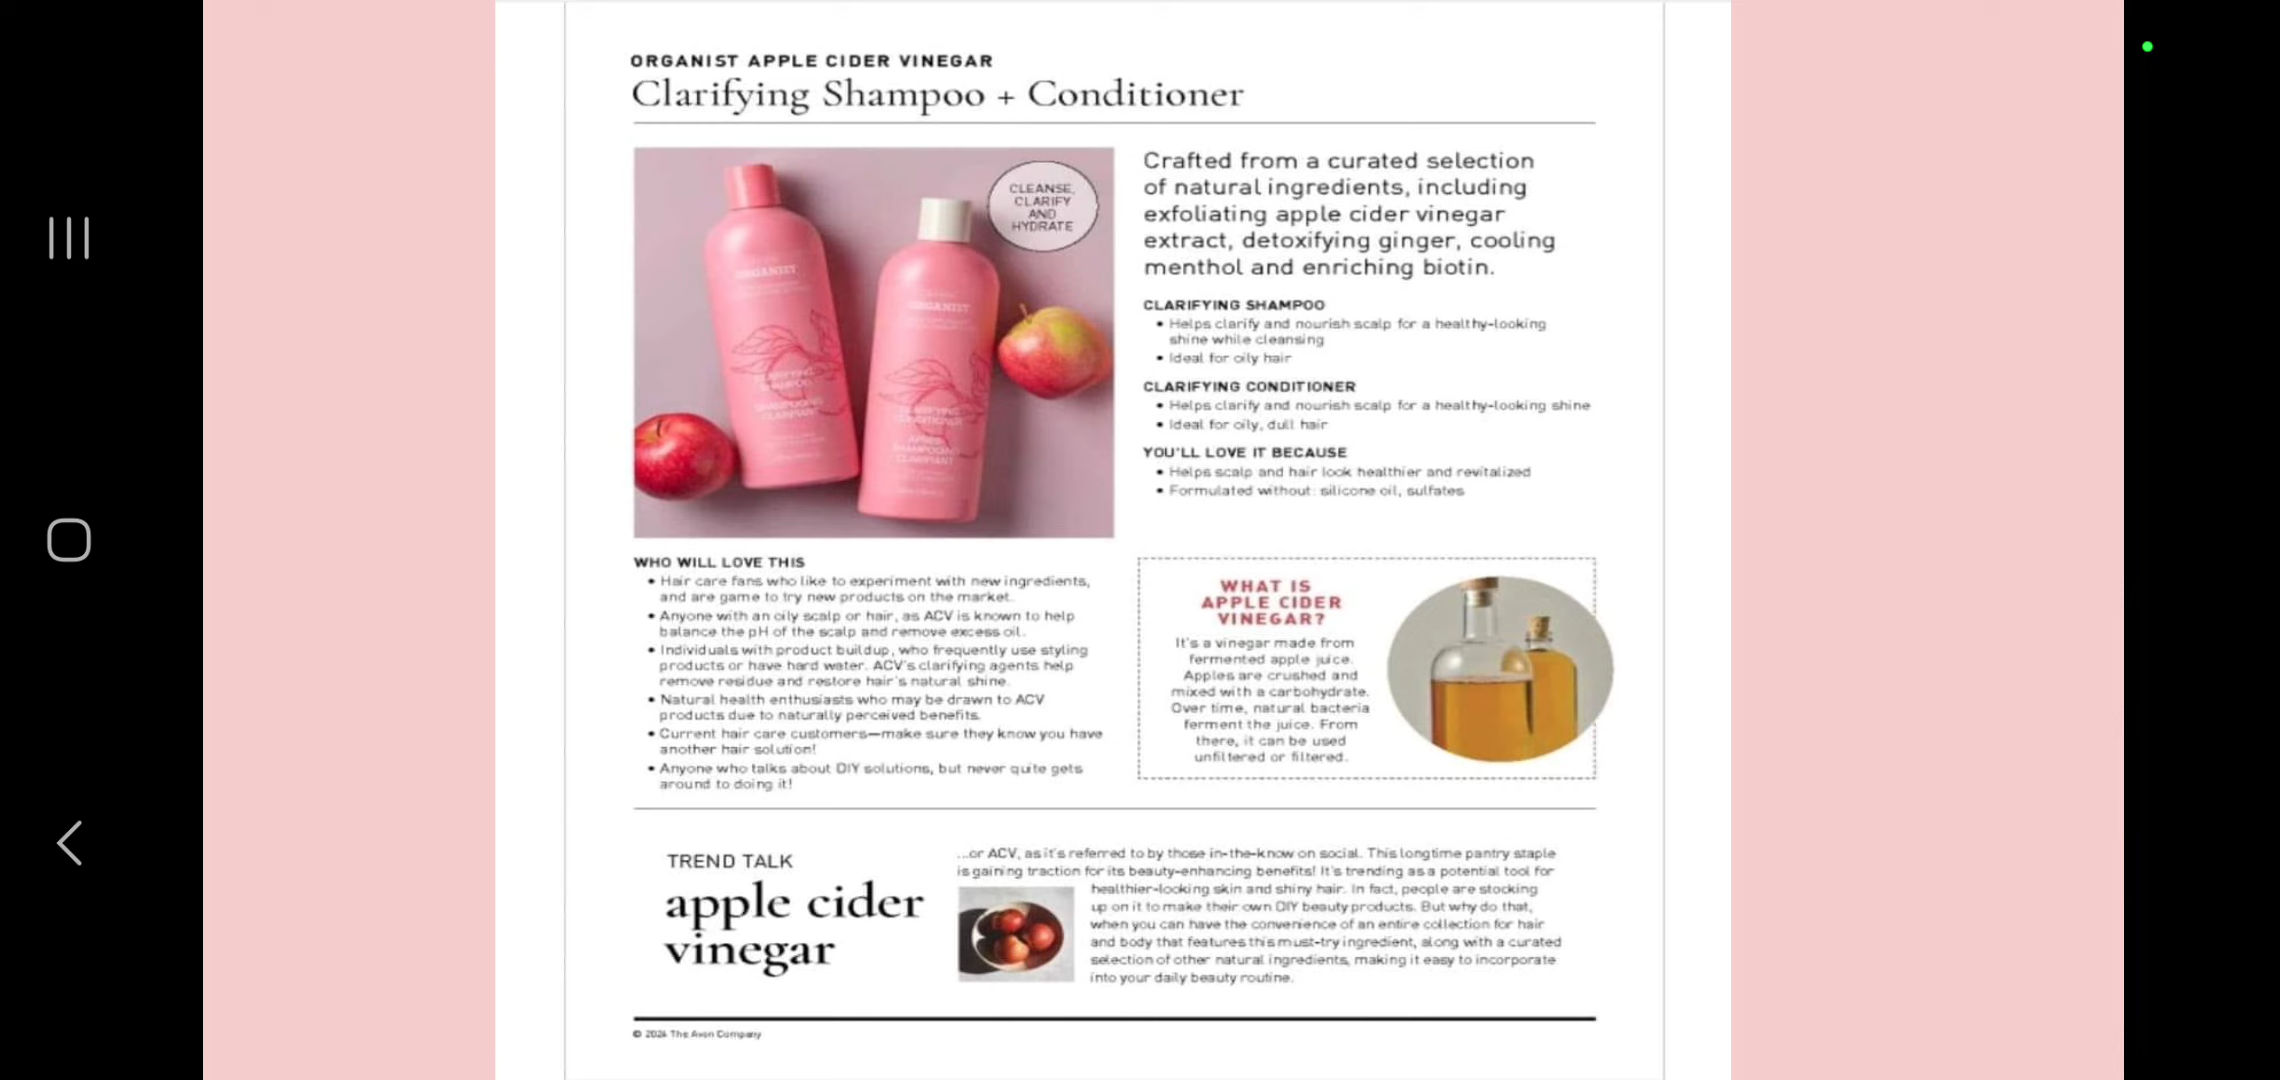 ORGANIST APPLE CIDER VINEGAR
Clarifying Shampoo + Conditioner
CLEANSE,
CLARIFY
AND
HYDRATE
ORGANIST
CLARIFYING
SHAMPOO
SHAMPOOING
CLARIFIANT
ORGANIST
CLARIFYING
CONDITIONER
APRÈS-
SHAMPOOING
CLARIFIANT
Crafted from a curated selection
of natural ingredients, including
exfoliating apple cider vinegar
extract, detoxifying ginger, cooling
menthol and enriching biotin.
CLARIFYING SHAMPOO
• Helps clarify and nourish scalp for a healthy-looking
shine while cleansing
• Ideal for oily hair
CLARIFYING CONDITIONER
• Helps clarify and nourish scalp for a healthy-looking shine
• Ideal for oily, dull hair
YOU'LL LOVE IT BECAUSE
• Helps scalp and hair look healthier and revitalized
• Formulated without: silicone oil, sulfates
WHO WILL LOVE THIS
• Hair care fans who like to experiment with new ingredients,
and are game to try new products on the market.
• Anyone with an oily scalp or hair, as ACV is known to help
balance the pH of the scalp and remove excess oil.
• Individuals with product buildup, who frequently use styling
products or have hard water. ACV's clarifying agents help
remove residue and restore hair's natural shine.
• Natural health enthusiasts who may be drawn to ACV
products due to naturally perceived benefits.
• Current hair care customers—make sure they know you have
another hair solution!
• Anyone who talks about DIY solutions, but never quite gets
around to doing it!
WHAT IS
APPLE CIDER
VINEGAR?
It's a vinegar made from
fermented apple juice.
Apples are crushed and
mixed with a carbohydrate.
Over time, natural bacteria
ferment the juice. From
there, it can be used
unfiltered or filtered.
TREND TALK
apple cider
vinegar
...or ACV, as it's referred to by those in-the-know on social. This longtime pantry staple
is gaining traction for its beauty-enhancing benefits! It's trending as a potential tool for
healthier-looking skin and shiny hair. In fact, people are stocking
up on it to make their own DIY beauty products. But why do that,
when you can have the convenience of an entire collection for hair
and body that features this must-try ingredient, along with a curated
selection of other natural ingredients, making it easy to incorporate
into your daily beauty routine.
© 2024 The Avon Company